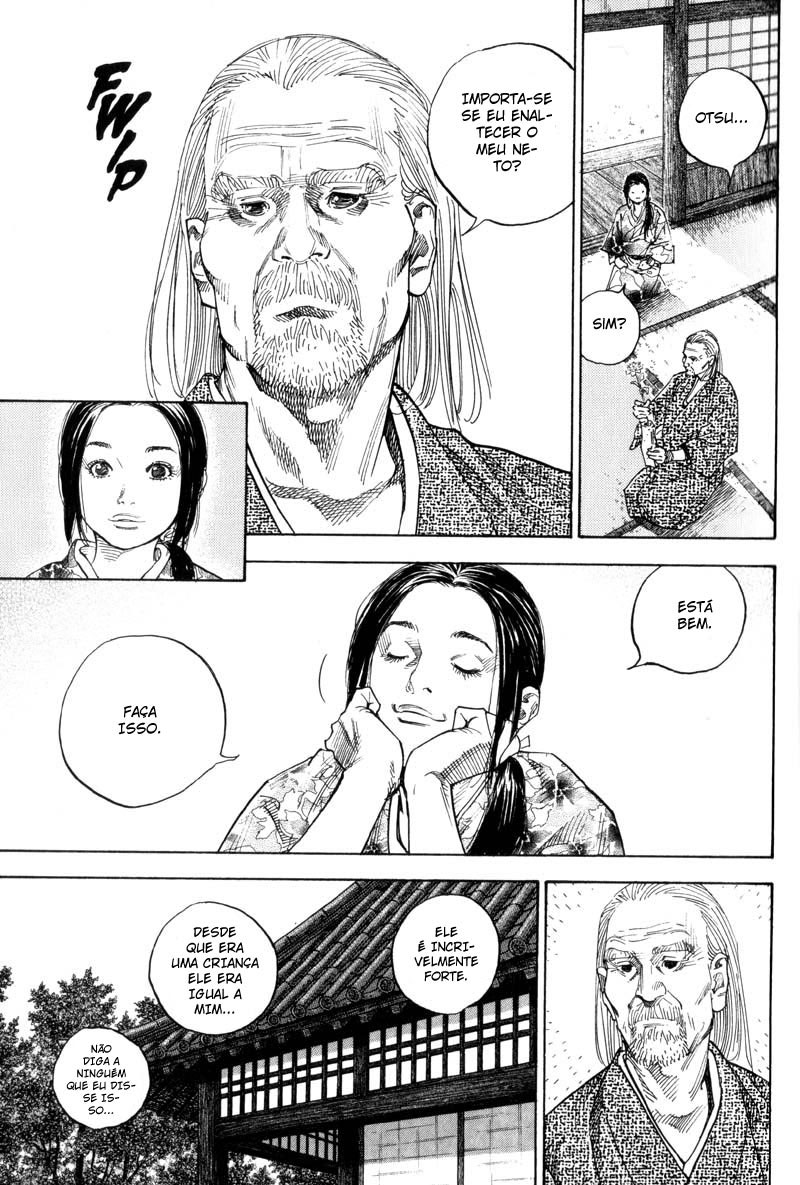 OTSU...
SIM?
IMPORTA-SE
SE EU ENAL-
TECER O
MEU NE-
TO?
FWIP
ESTÁ
BEM.
FAÇA
ISSO.
ELE
É INCRI-
VELMENTE
FORTE.
DESDE
QUE ERA
UMA CRIANÇA
ELE ERA
IGUAL A
MIM...
NÃO
DIGA A
NINGUÉM
QUE EU DIS-
SE IS-
SO...